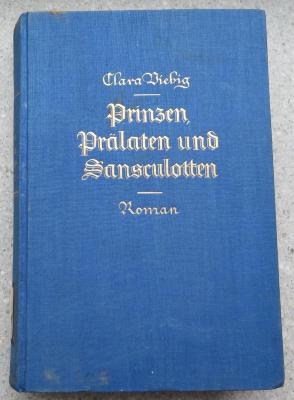 Clara Viebig
Prinzen,
Prälaten und
Sansculotten
Roman